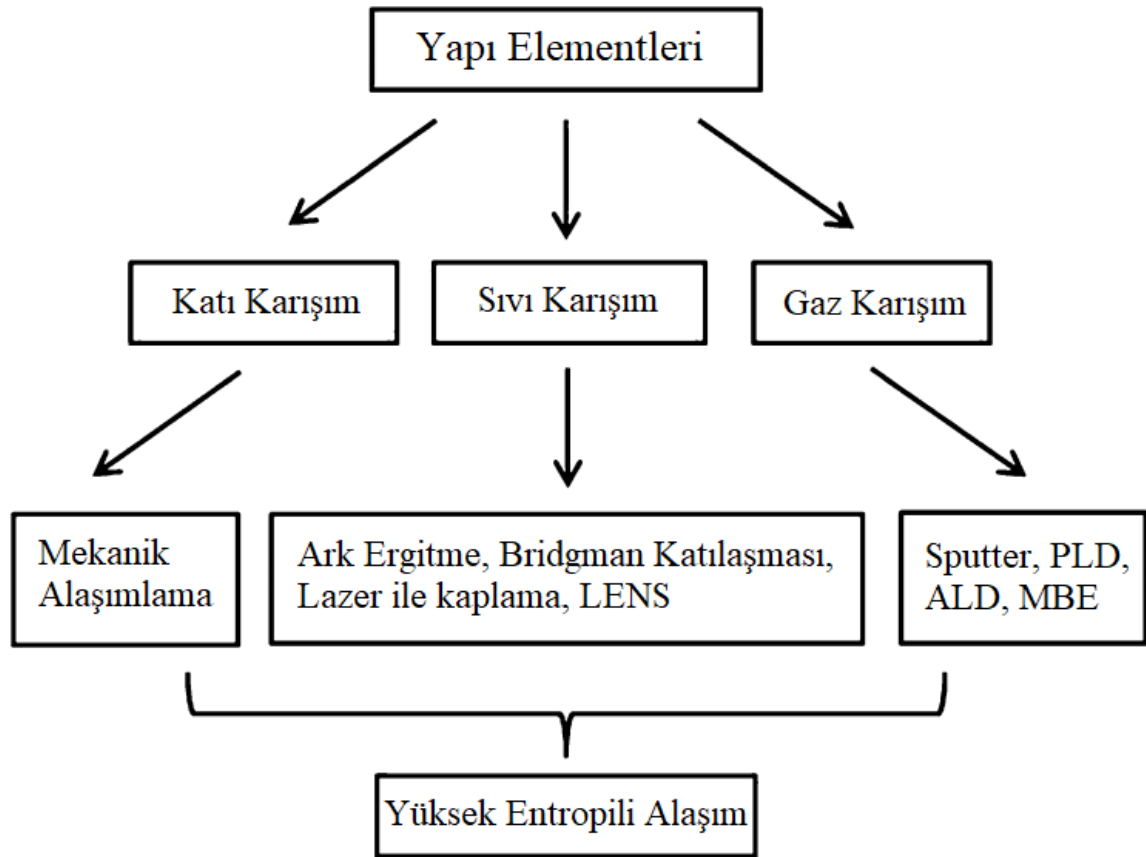 Yapı Elementleri
Katı Karışım
Sıvı Karışım
Gaz Karışım
Mekanik
Alaşımlama
Ark Ergitme, Bridgman Katılaşması,
Lazer ile kaplama, LENS
Sputter, PLD,
ALD, MBE
Yüksek Entropili Alaşım